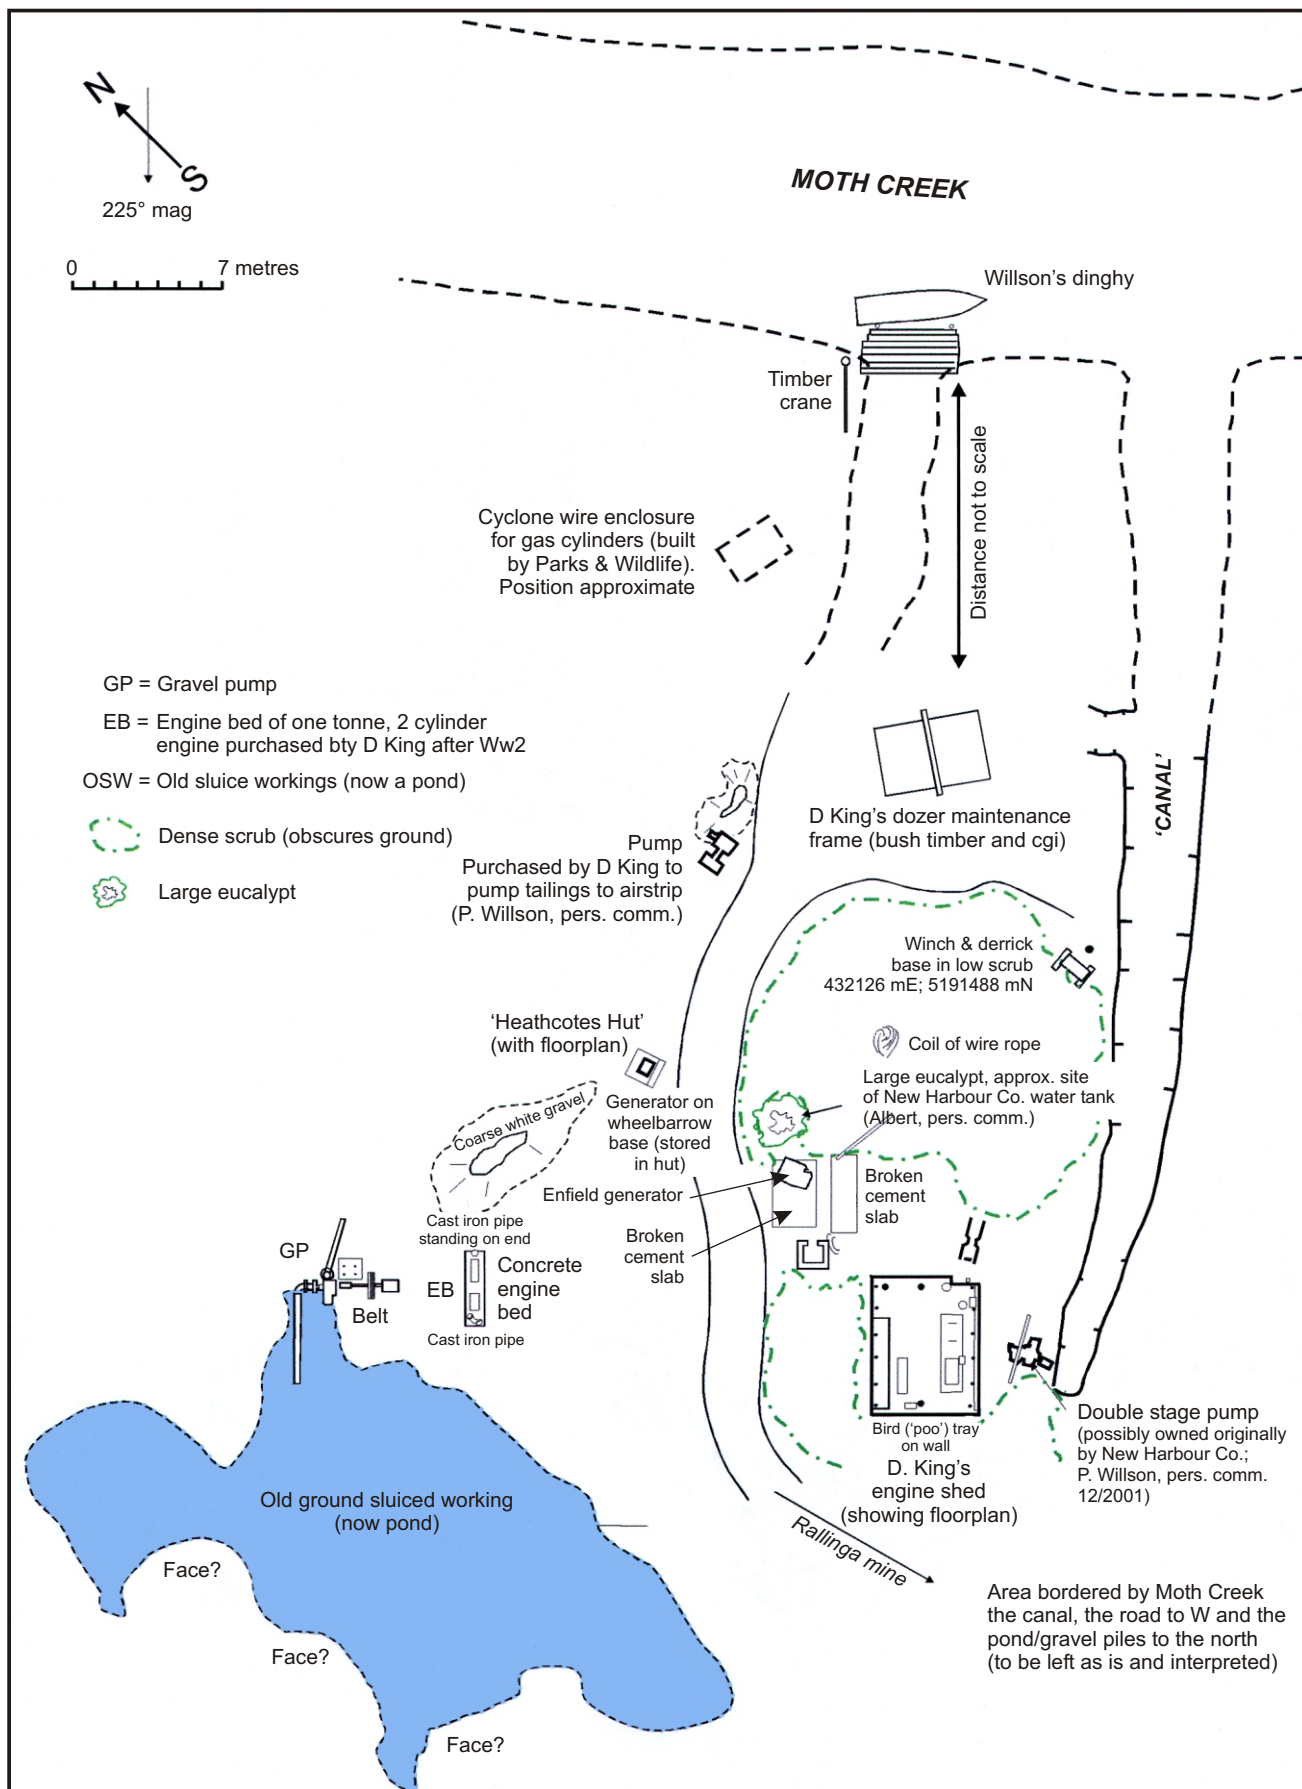 N
S
225° mag
0
7 metres
MOTH CREEK
Willson’s dinghy
Timber
crane
Distance not to scale
Cyclone wire enclosure
for gas cylinders (built
by Parks & Wildlife).
Position approximate
GP = Gravel pump
EB = Engine bed of one tonne, 2 cylinder
engine purchased bty D King after Ww2
OSW = Old sluice workings (now a pond)
Dense scrub (obscures ground)
Large eucalypt
‘CANAL’
D King’s dozer maintenance
frame (bush timber and cgi)
Pump
Purchased by D King to
pump tailings to airstrip
(P. Willson, pers. comm.)
Winch & derrick
base in low scrub
432126 mE; 5191488 mN
‘Heathcotes Hut’
(with floorplan)
Coil of wire rope
Large eucalypt, approx. site
of New Harbour Co. water tank
(Albert, pers. comm.)
Coarse white gravel
Generator on
wheelbarrow
base (stored
in hut)
Enfield generator
Broken
cement
slab
Broken
cement
slab
Cast iron pipe
standing on end
GP
EB
Concrete
engine
bed
Belt
Cast iron pipe
Bird (‘poo’) tray
on wall
D. King’s
engine shed
(showing floorplan)
Double stage pump
(possibly owned originally
by New Harbour Co.;
P. Willson, pers. comm.
12/2001)
Old ground sluiced working
(now pond)
Rallinga mine
Face?
Face?
Face?
Area bordered by Moth Creek
the canal, the road to W and the
pond/gravel piles to the north
(to be left as is and interpreted)